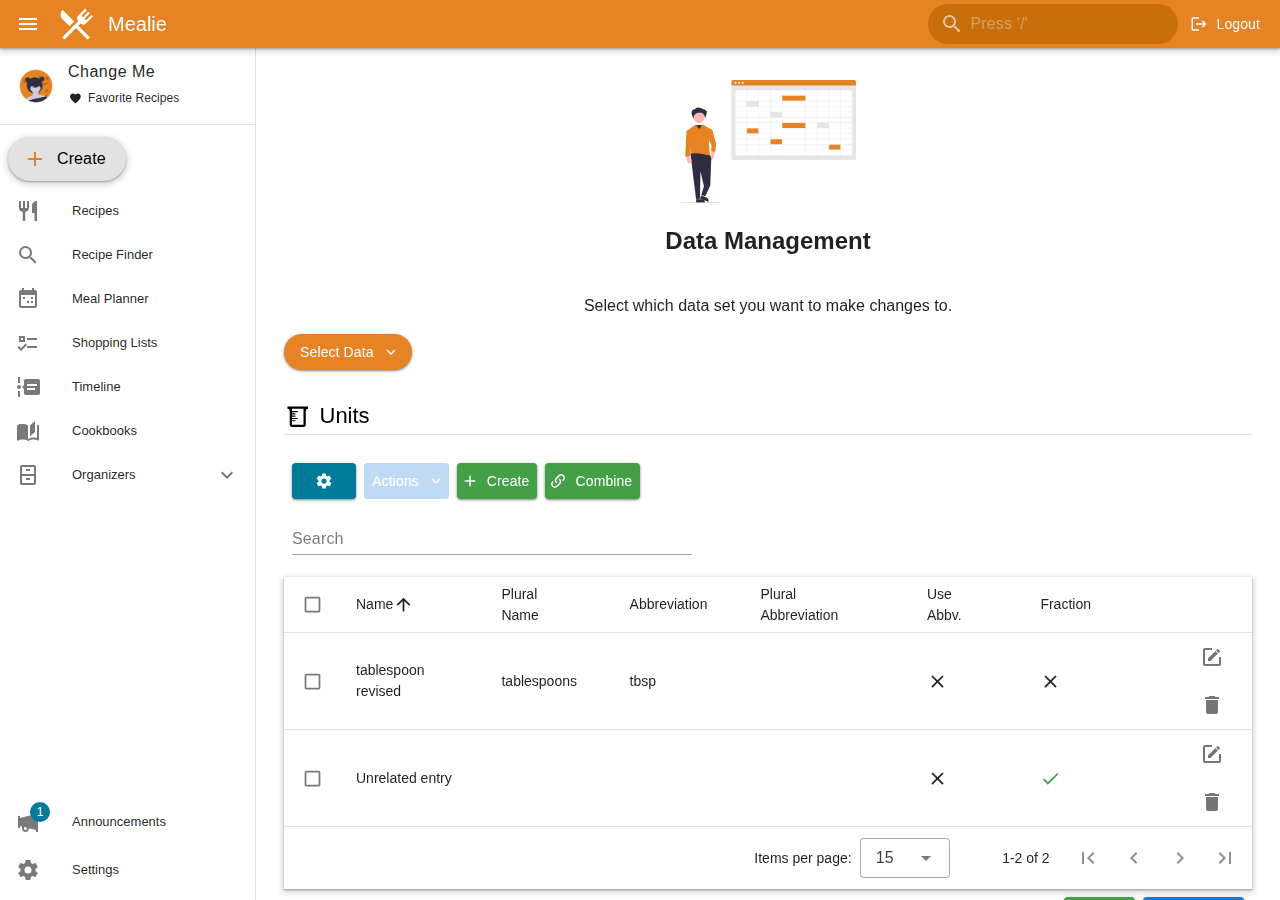 Mealie
Press '/'
Logout
Change Me
Favorite Recipes
Create
Recipes
Recipe Finder
Meal Planner
Shopping Lists
Timeline
Cookbooks
Organizers
1
Announcements
Settings
Data Management
Select which data set you want to make changes to.
Select Data
Units
Actions
Create
Combine
Search
Name
Plural
Name
Abbreviation
Plural
Abbreviation
Use
Abbv.
Fraction
tablespoon
revised
tablespoons
tbsp
Unrelated entry
Items per page:
15
1-2 of 2